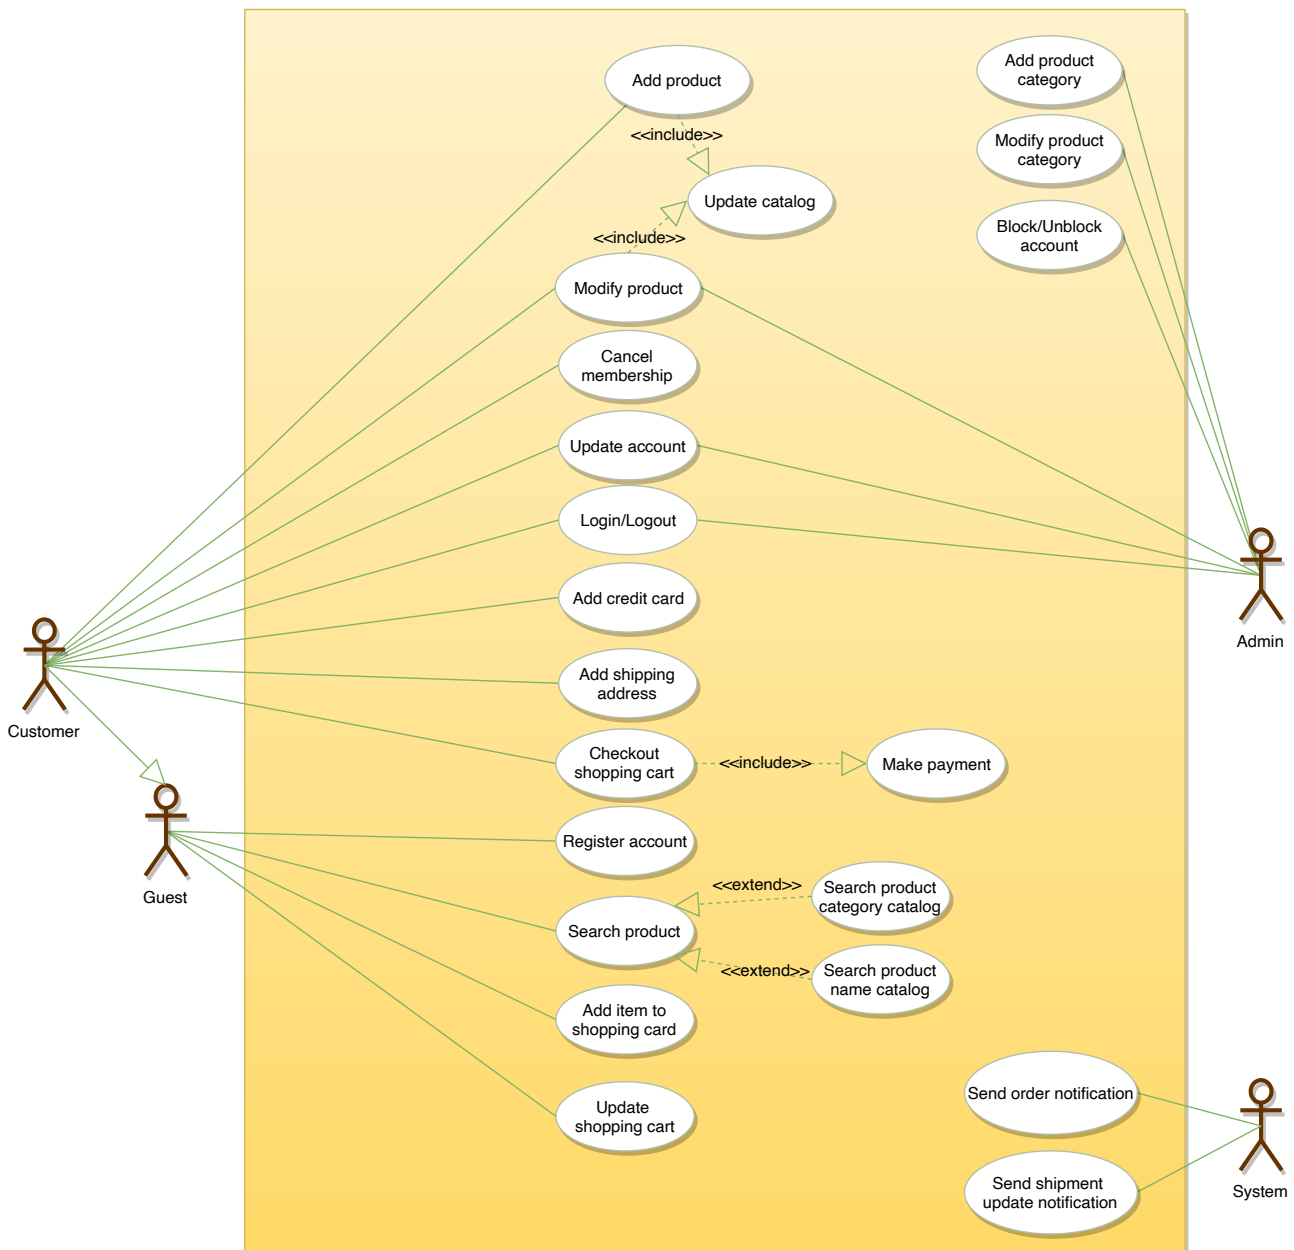 Add product
Add product
category
<<include>>
Modify product
category
Update catalog
Block/Unblock
account
<<include>>
Modify product
Cancel
membership
Update account
Login/Logout
Add credit card
Admin
Add shipping
address
Customer
Checkout
shopping cart
<<include>>
Make payment
Register account
Guest
<<extend>>
Search product
category catalog
Search product
<<extend>>
Search product
name catalog
Add item to
shopping card
Send order notification
Update
shopping cart
Send shipment
update notification
System